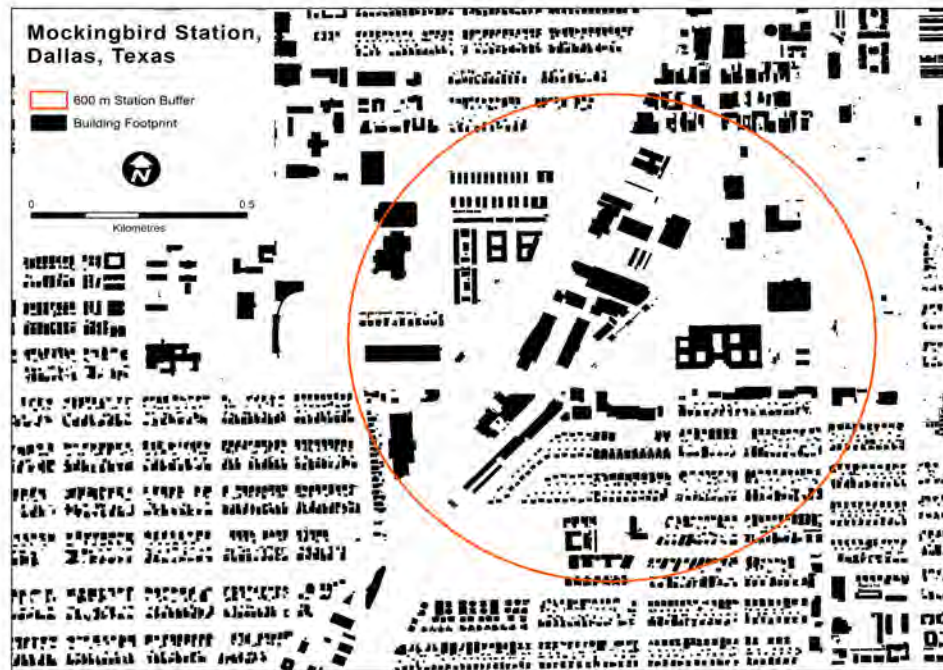 Mockingbird Station,
Dallas, Texas
600 m Station Buffer
Building Footprint
N
0 0.5
Kilometres